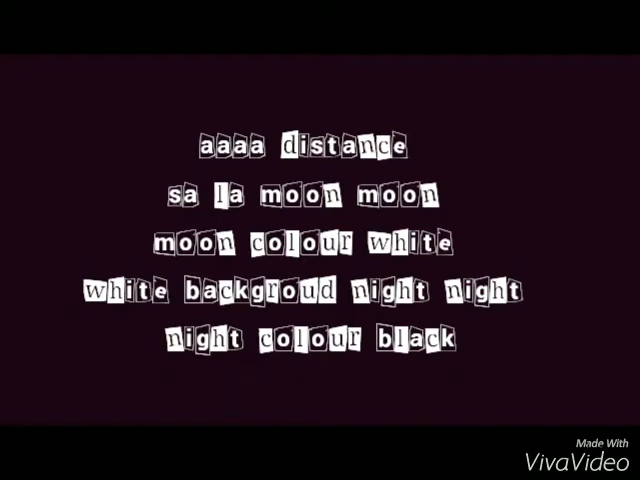 aaaa distance
sa la moon moon
moon colour white
white backgroud night night
night colour black
Made With
VivaVideo